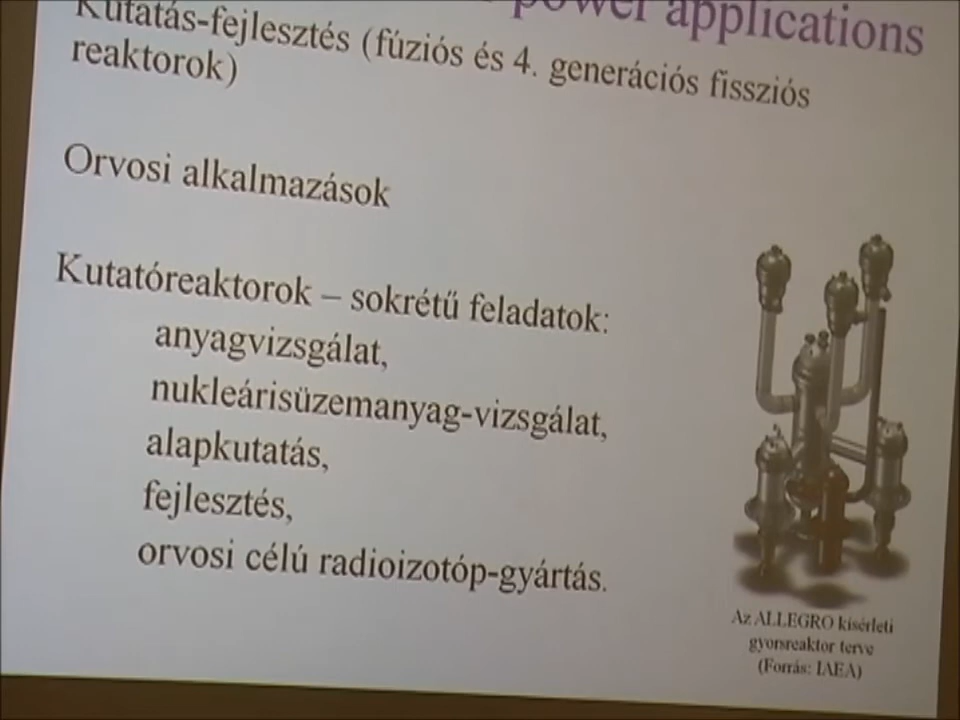 power applications
Kutatás-fejlesztés (fúziós és 4. generációs fissziós
reaktorok)
Orvosi alkalmazások
Kutatóreaktorok – sokrétű feladatok:
anyagvizsgálat,
nukleárisüzemanyag-vizsgálat,
alapkutatás,
fejlesztés,
orvosi célú radioizotóp-gyártás.
Az ALLEGRO kisérleti
gyorsreaktor terve
(Forrás: IAEA)